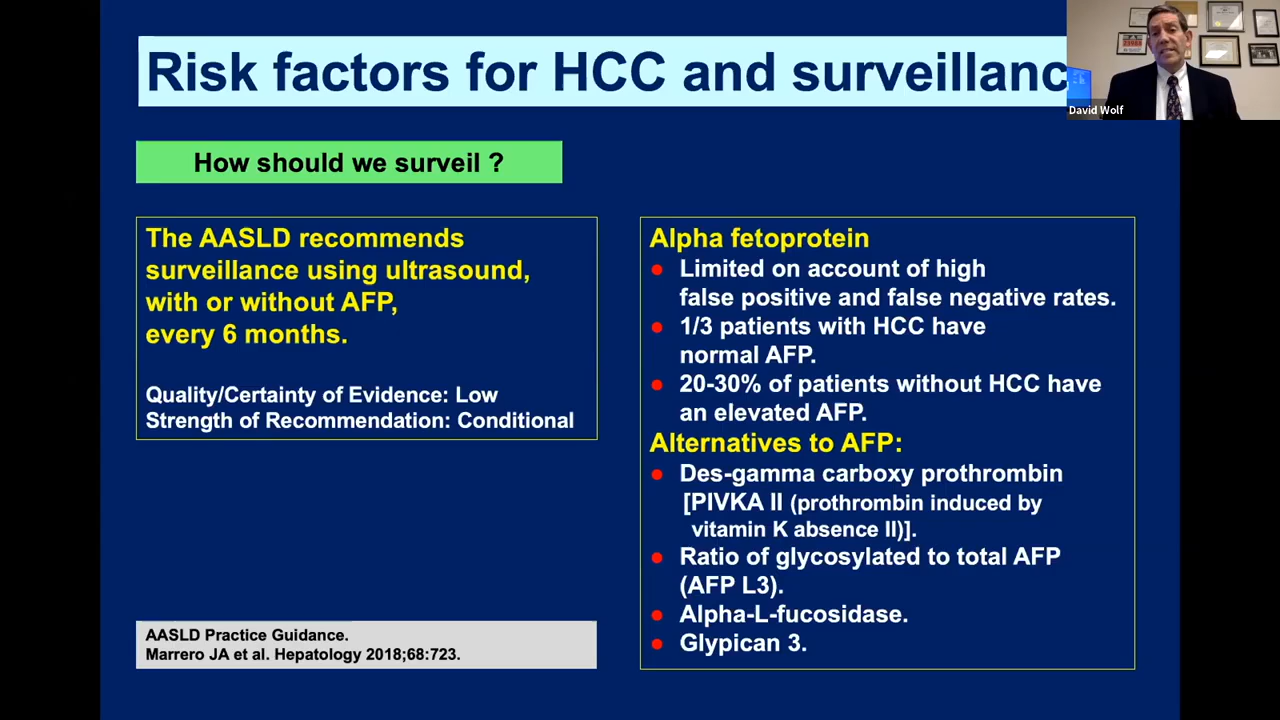 Risk factors for HCC and surveillanc
David Wolf
How should we surveil ?
The AASLD recommends
surveillance using ultrasound,
with or without AFP,
every 6 months.
Quality/Certainty of Evidence: Low
Strength of Recommendation: Conditional
AASLD Practice Guidance.
Marrero JA et al. Hepatology 2018;68:723.
Alpha fetoprotein
● Limited on account of high
false positive and false negative rates.
● 1/3 patients with HCC have
normal AFP.
● 20-30% of patients without HCC have
an elevated AFP.
Alternatives to AFP:
● Des-gamma carboxy prothrombin
[PIVKA II (prothrombin induced by
vitamin K absence II)].
● Ratio of glycosylated to total AFP
(AFP L3).
● Alpha-L-fucosidase.
● Glypican 3.